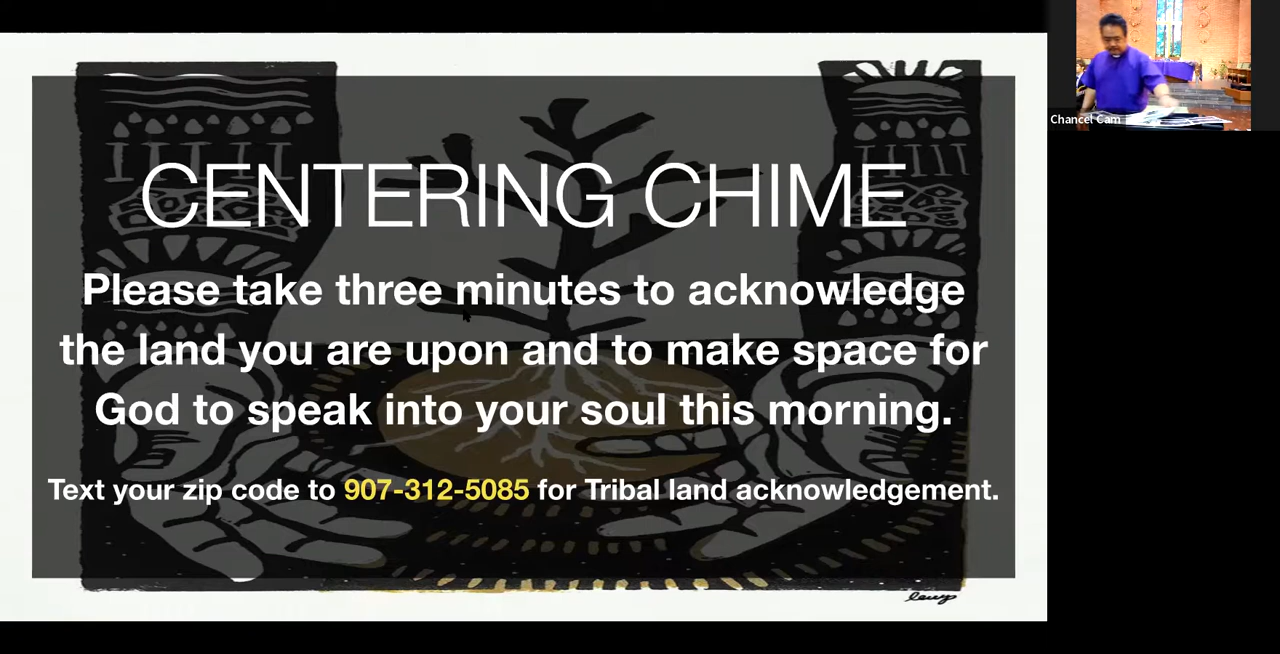 CENTERING CHIME
Please take three minutes to acknowledge
the land you are upon and to make space for
God to speak into your soul this morning.
Text your zip code to 907-312-5085 for Tribal land acknowledgement.
Chancel Cam